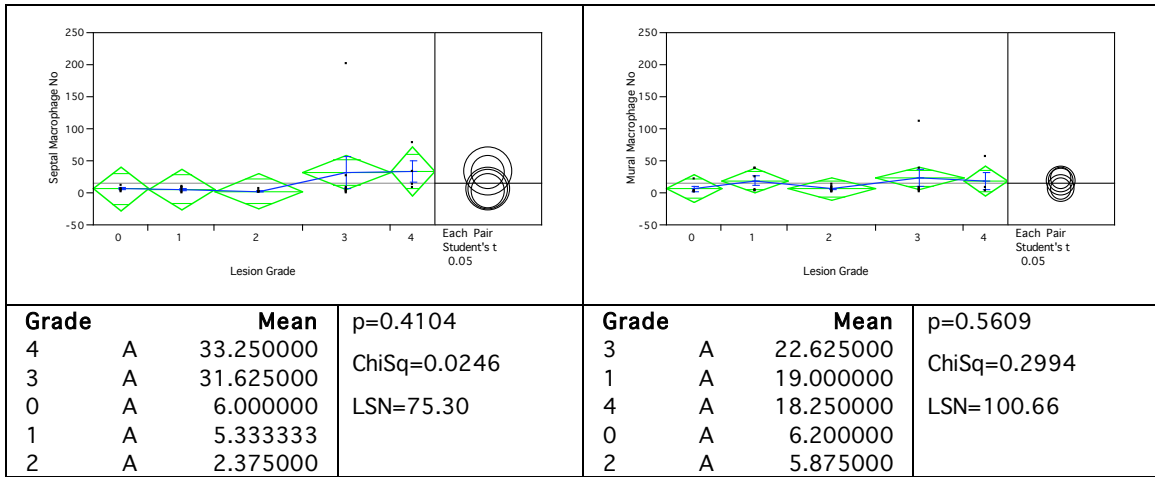 250
200
150
100
50
0
-50
Septal Macrophage No
0 1 2 3 4
Lesion Grade
Each Pair
Student's t
0.05
250
200
150
100
50
0
-50
Mural Macrophage No
0 1 2 3 4
Lesion Grade
Each Pair
Student's t
0.05
Grade Mean
4 A 33.250000
3 A 31.625000
0 A 6.000000
1 A 5.333333
2 A 2.375000
p=0.4104
ChiSq=0.0246
LSN=75.30
Grade Mean
3 A 22.625000
1 A 19.000000
4 A 18.250000
0 A 6.200000
2 A 5.875000
p=0.5609
ChiSq=0.2994
LSN=100.66